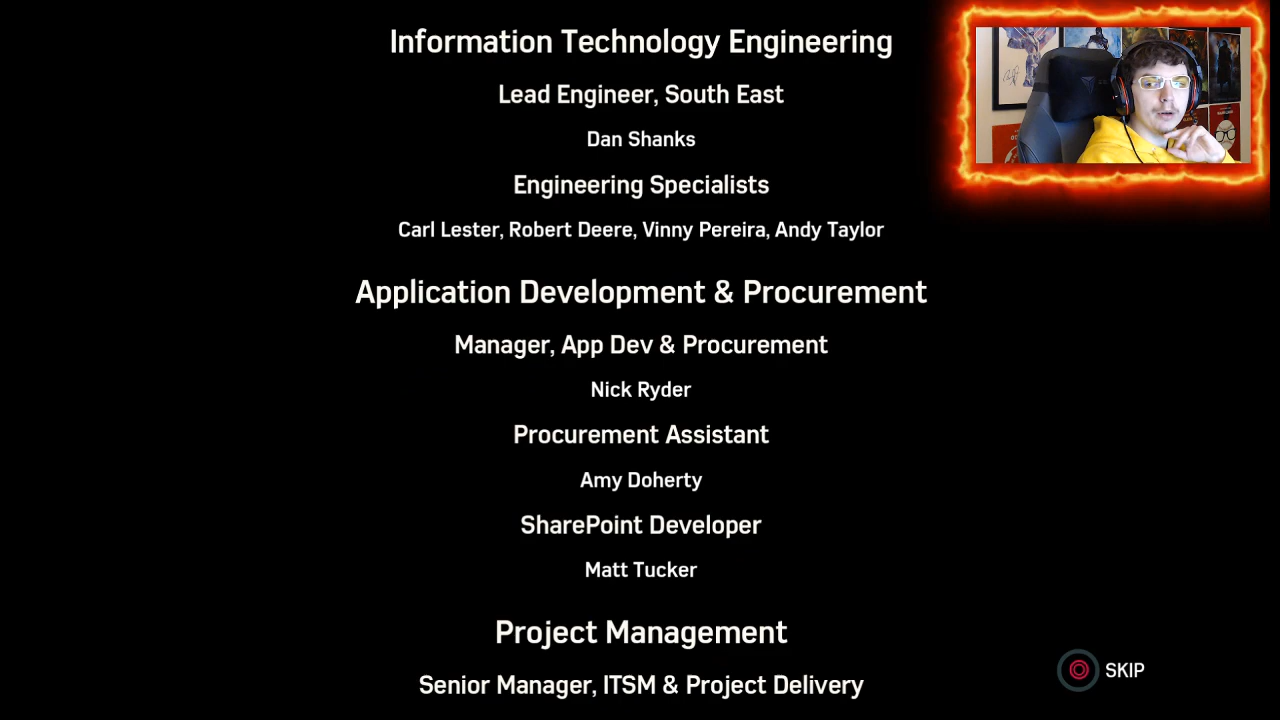 Information Technology Engineering
Lead Engineer, South East
Dan Shanks
Engineering Specialists
Carl Lester, Robert Deere, Vinny Pereira, Andy Taylor
Application Development & Procurement
Manager, App Dev & Procurement
Nick Ryder
Procurement Assistant
Amy Doherty
SharePoint Developer
Matt Tucker
Project Management
Senior Manager, ITSM & Project Delivery
SKIP